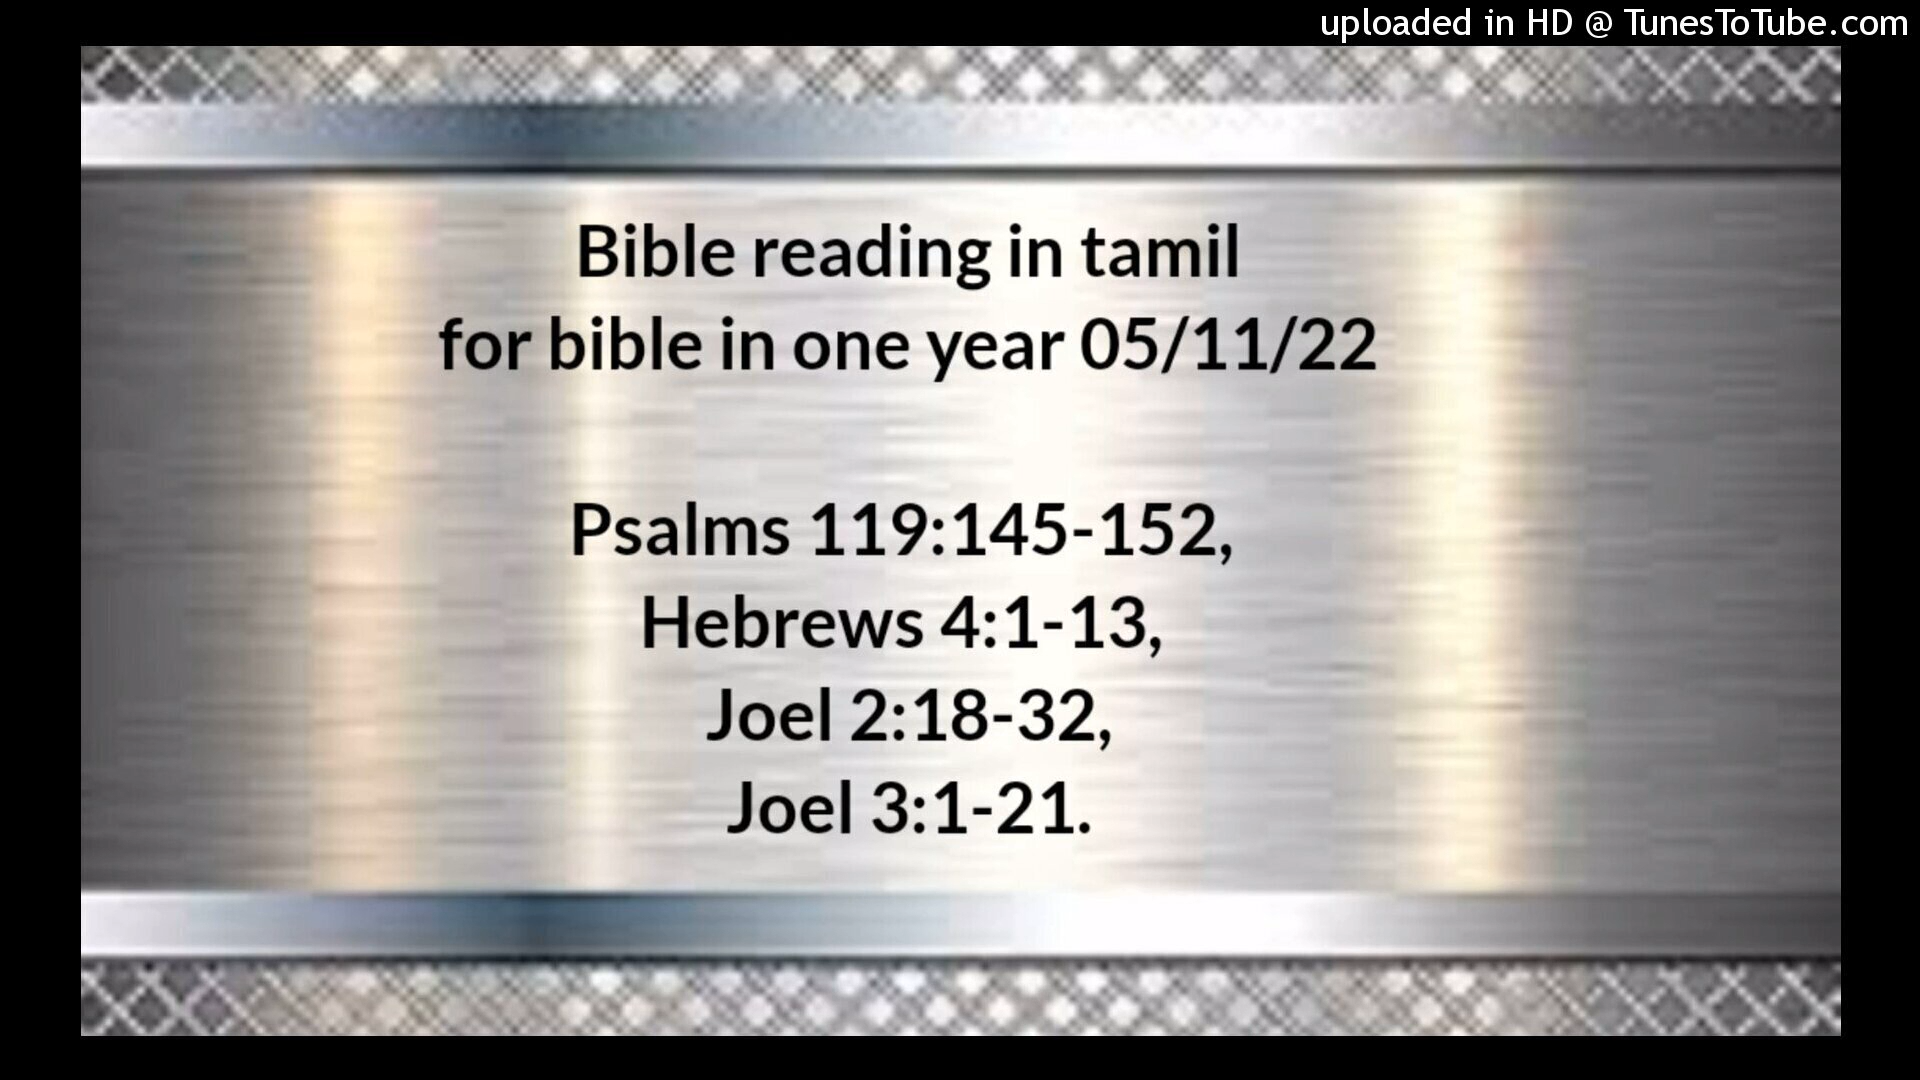 uploaded in HD @ TunesToTube.com
Bible reading in tamil
for bible in one year 05/11/22
Psalms 119:145-152,
Hebrews 4:1-13,
Joel 2:18-32,
Joel 3:1-21.